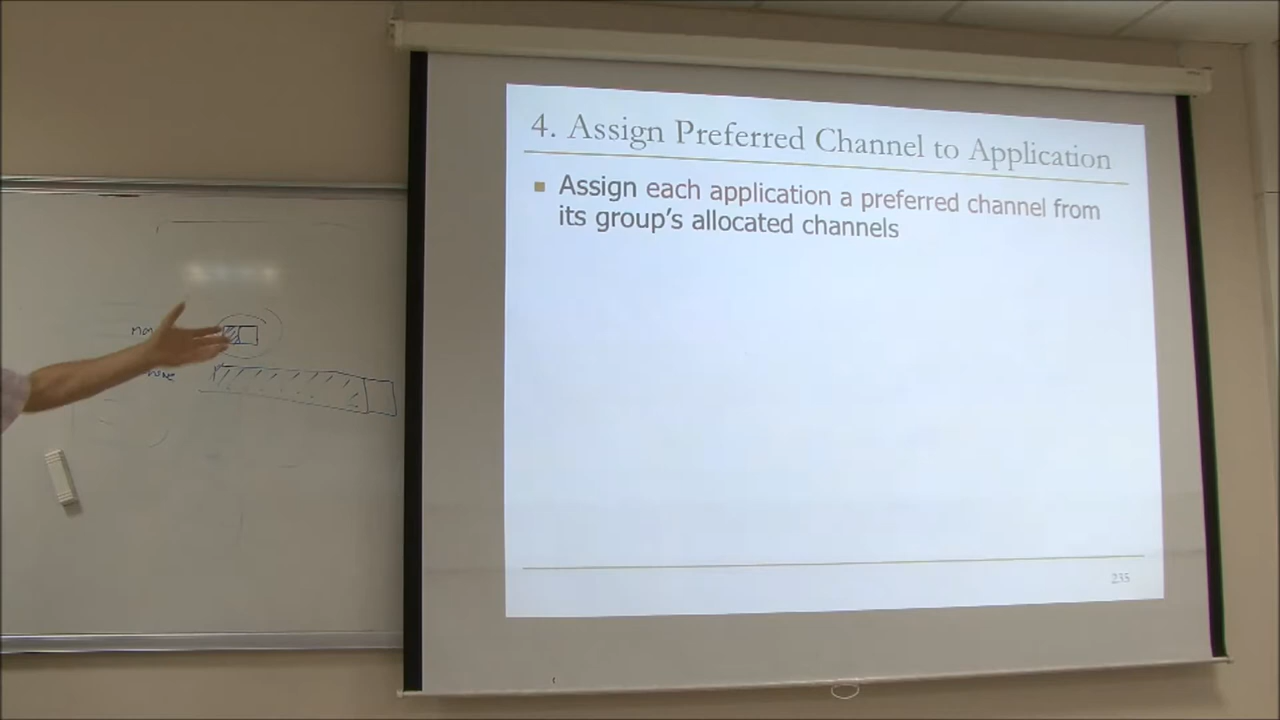 4. Assign Preferred Channel to Application
Assign each application a preferred channel from
its group's allocated channels
235